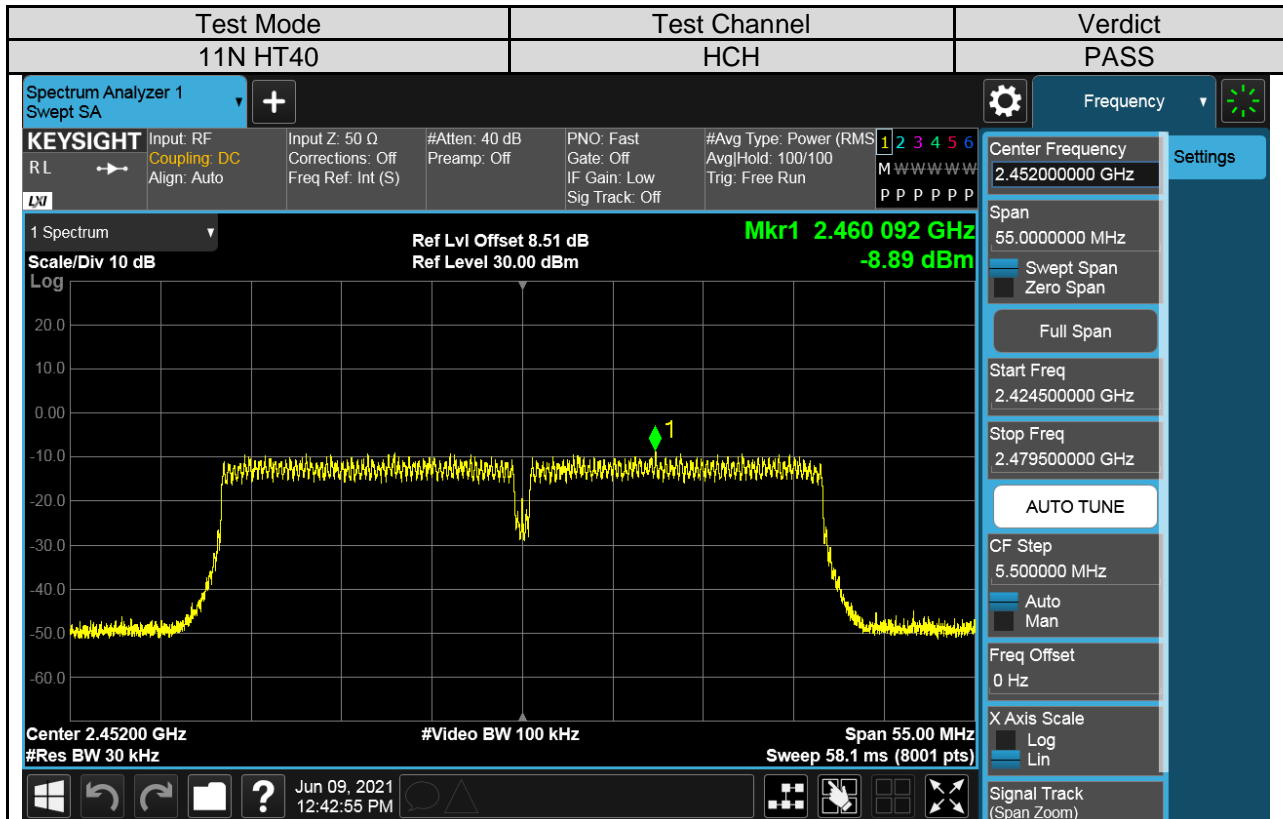 Test Mode Test Channel Verdict
11N HT40 HCH PASS
Spectrum Analyzer 1
Swept SA
+
Frequency
KEYSIGHT
R L
LXI
Input: RF
Coupling: DC
Align: Auto
Input Z: 50 Ω
Corrections: Off
Freq Ref: Int (S)
#Atten: 40 dB
Preamp: Off
PNO: Fast
Gate: Off
IF Gain: Low
Sig Track: Off
#Avg Type: Power (RMS
Avg|Hold: 100/100
Trig: Free Run
1 2 3 4 5 6
M W W W W W
P P P P P P
1 Spectrum
Scale/Div 10 dB
Log
Ref Lvl Offset 8.51 dB
Ref Level 30.00 dBm
Mkr1 2.460 092 GHz
-8.89 dBm
20.0
10.0
0.00
-10.0
-20.0
-30.0
-40.0
-50.0
-60.0
1
Center 2.45200 GHz
#Res BW 30 kHz
#Video BW 100 kHz
Span 55.00 MHz
Sweep 58.1 ms (8001 pts)
?
Jun 09, 2021
12:42:55 PM
Center Frequency
2.452000000 GHz
Settings
Span
55.0000000 MHz
Swept Span
Zero Span
Full Span
Start Freq
2.424500000 GHz
Stop Freq
2.479500000 GHz
AUTO TUNE
CF Step
5.500000 MHz
Auto
Man
Freq Offset
0 Hz
X Axis Scale
Log
Lin
Signal Track
(Span Zoom)